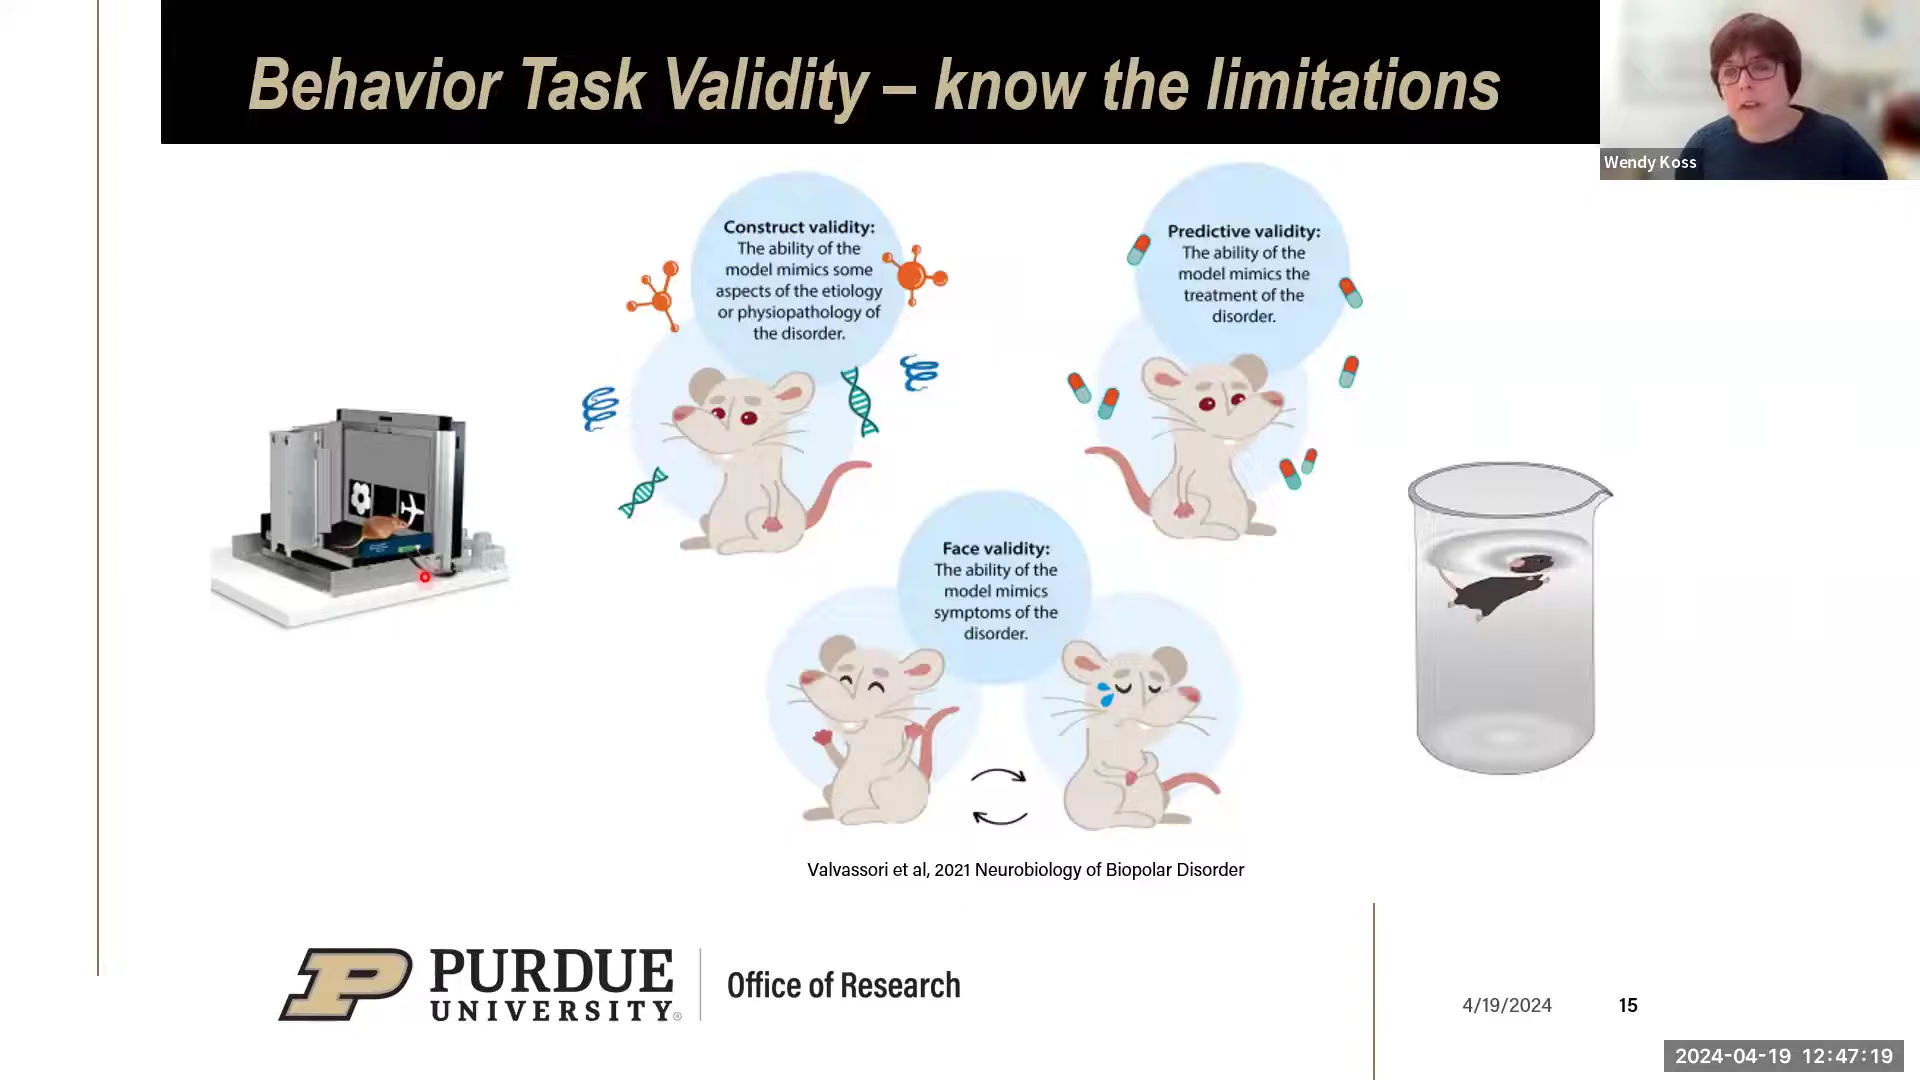 Behavior Task Validity – know the limitations
Wendy Koss
Construct validity:
The ability of the
model mimics some
aspects of the etiology
or physiopathology of
the disorder.
Predictive validity:
The ability of the
model mimics the
treatment of the
disorder.
Face validity:
The ability of the
model mimics
symptoms of the
disorder.
Valvassori et al, 2021 Neurobiology of Biopolar Disorder
PURDUE
UNIVERSITY®
Office of Research
4/19/2024
15
2024-04-19 12:47:19